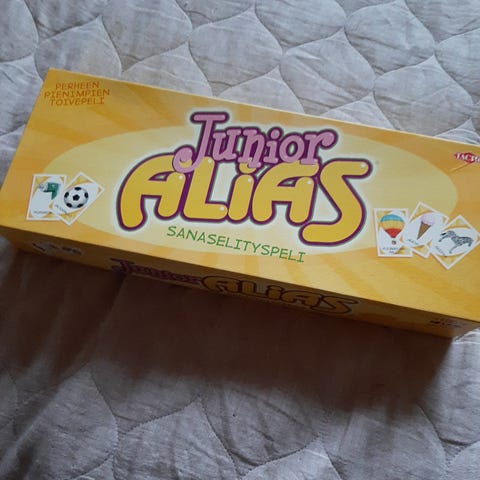 PERHEEN
PIENIMPIEN
TOIVEPELI
Junior
ALIAS
SANASELITYSPELI
TACTIC
Junior ALIAS